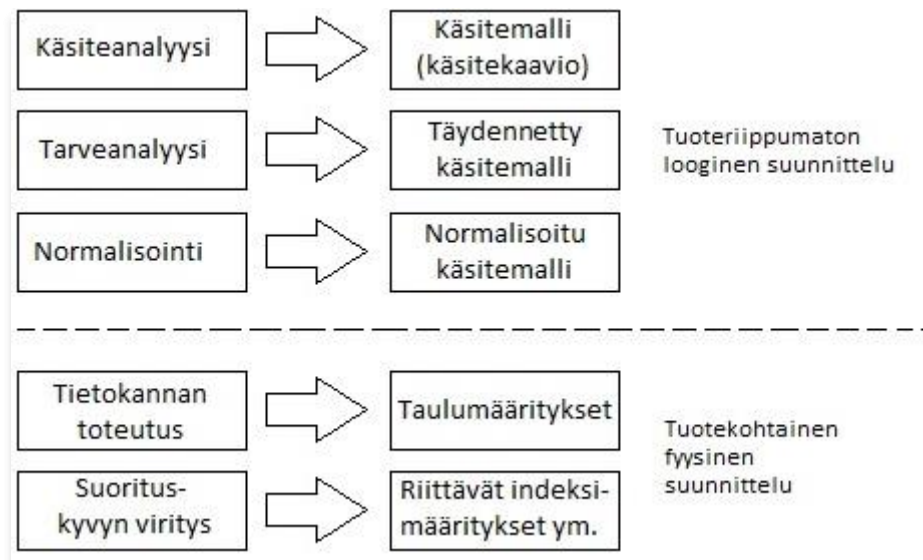 Käsiteanalyysi
Käsitemalli
(käsitekaavio)
Tarveanalyysi
Täydennetty
käsitemalli
Tuoteriippumaton
looginen suunnittelu
Normalisointi
Normalisoitu
käsitemalli
Tietokannan
toteutus
Taulumääritykset
Tuotekohtainen
fyysinen
suunnittelu
Suoritus-
kyvyn viritys
Riittävät indeksi-
määritykset ym.